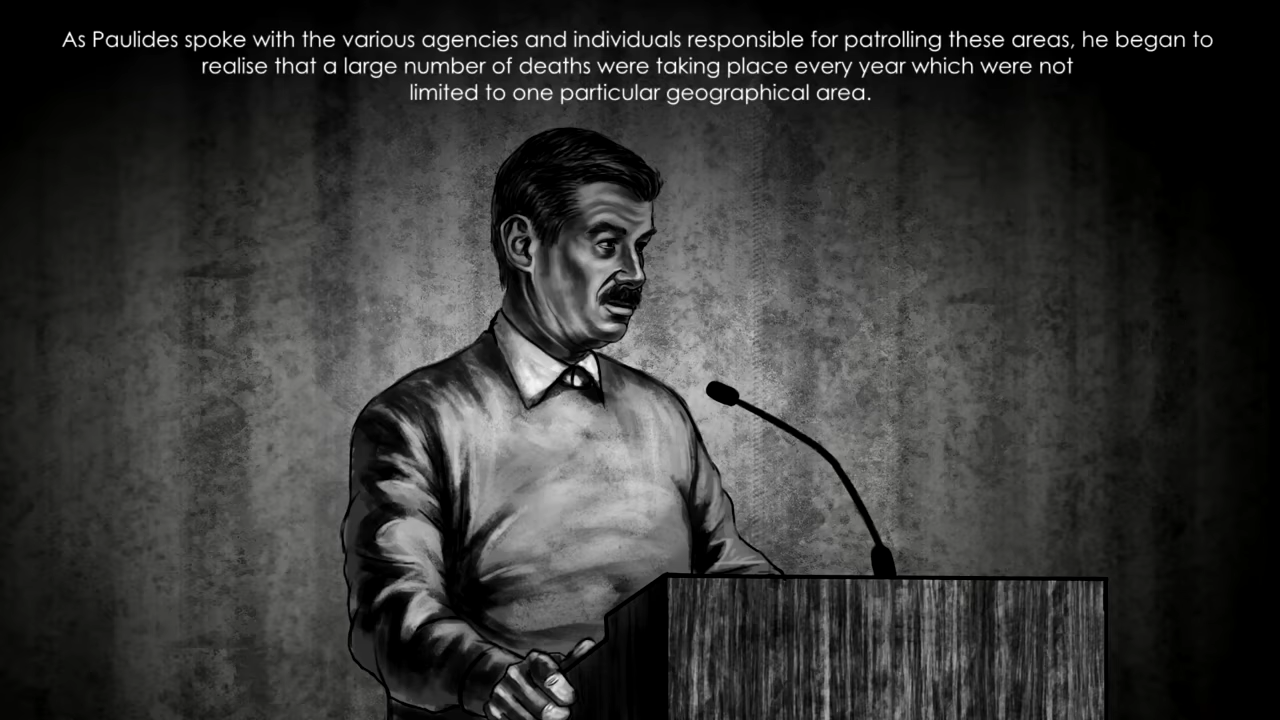 As Paulides spoke with the various agencies and individuals responsible for patrolling these areas, he began to
realise that a large number of deaths were taking place every year which were not
limited to one particular geographical area.